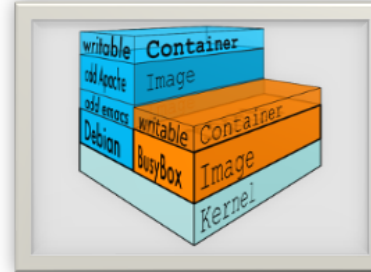 writable Container
add Apache Image
add emacs
Debian
writable Container
BusyBox Image
Kernel